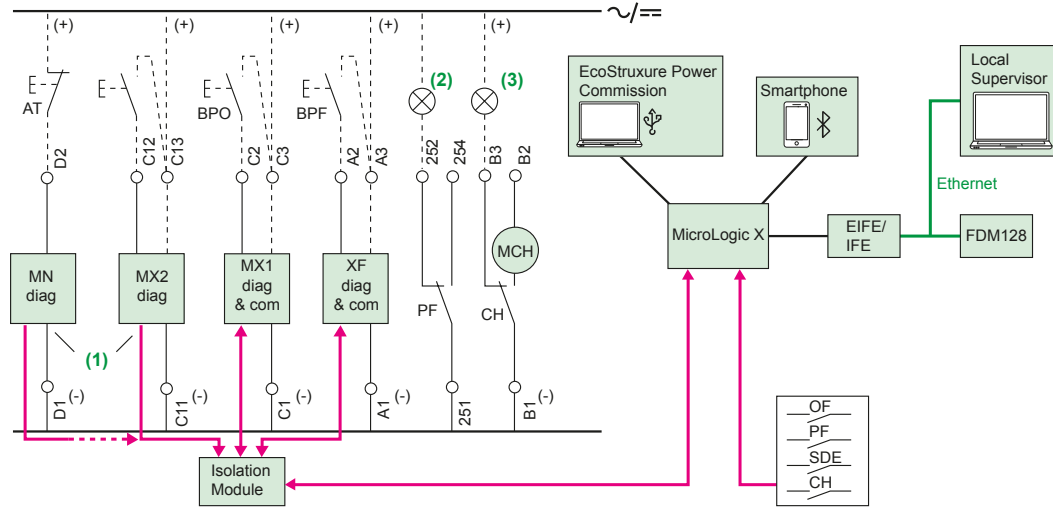 (+)
(+)
(+)
(+)
(2)
(3)
AT
BPO
BPF
D2
C12
C13
C2
C3
A2
A3
252
254
B3
B2
MN
diag
MX2
diag
MX1
diag
& com
XF
diag
& com
PF
CH
MCH
(1)
D1 (-)
C11 (-)
C1 (-)
A1 (-)
251
B1 (-)
Isolation
Module
EcoStruxure Power
Commission
Smartphone
Local
Supervisor
Ethernet
MicroLogic X
EIFE/
IFE
FDM128
OF
PF
SDE
CH